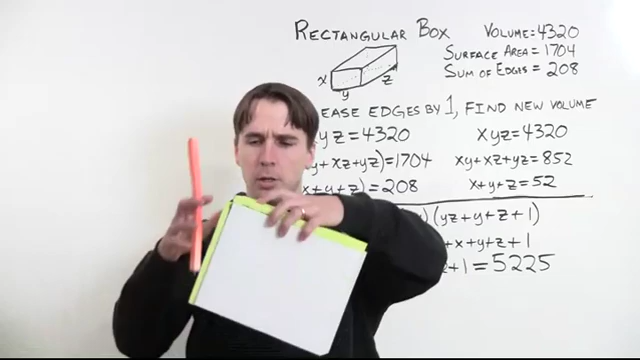 RECTANGULAR BOX VOLUME=4320
SURFACE AREA=1704
SUM OF EDGES=208
x y z
EASE EDGES BY 1, FIND NEW VOLUME
yz=4320 xyz=4320
y+xz+yz)=1704 xy+xz+yz=852
x+y+z)=208 x+y+z=52
)(yz+y+z+1)
+x+y+z+1
z+1=5225